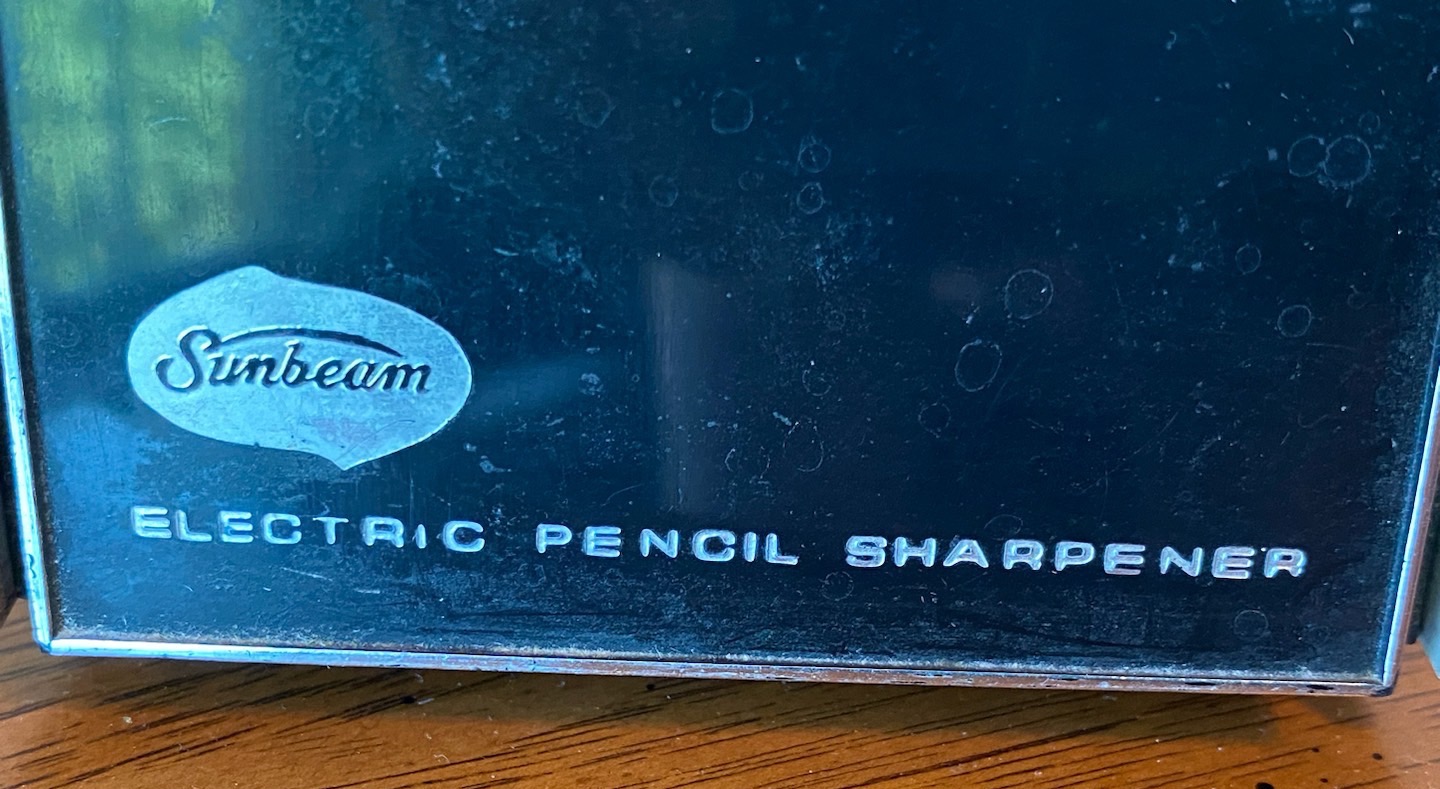 Sunbeam
ELECTRIC PENCIL SHARPENER